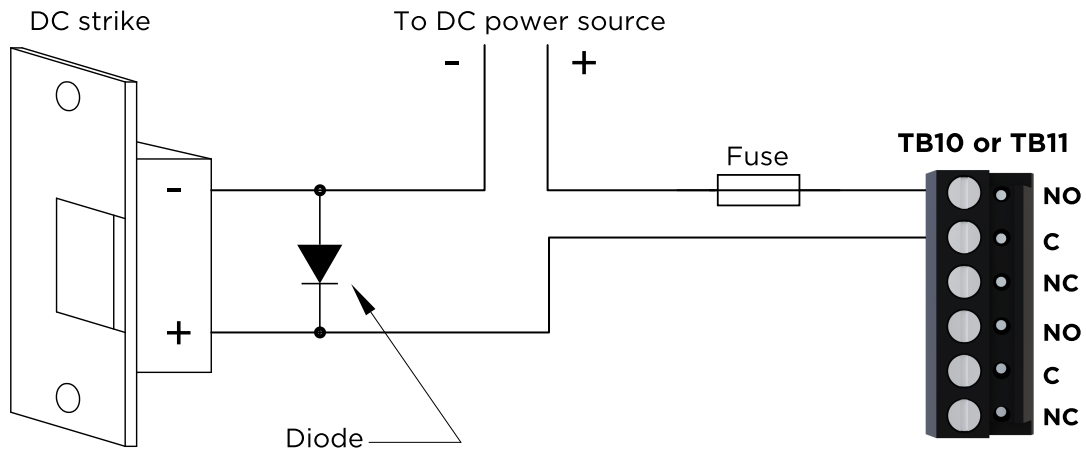 DC strike
To DC power source
- +
TB10 or TB11
Fuse
-
NO
C
NC
+
NO
C
NC
Diode